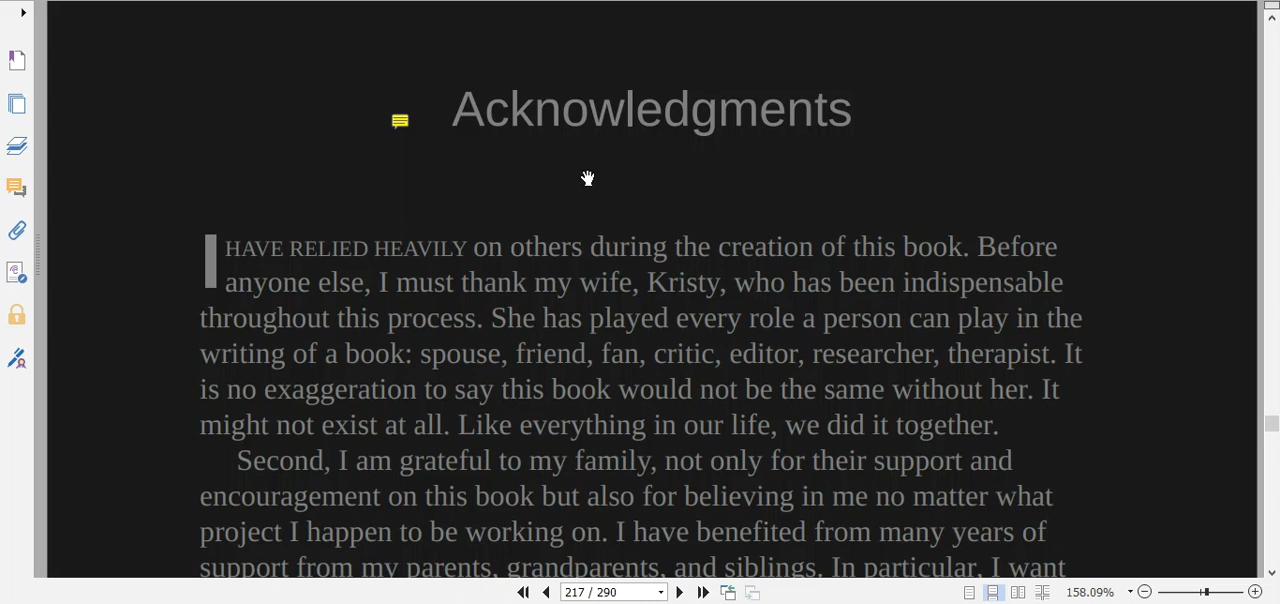 Acknowledgments
I HAVE RELIED HEAVILY on others during the creation of this book. Before
anyone else, I must thank my wife, Kristy, who has been indispensable
throughout this process. She has played every role a person can play in the
writing of a book: spouse, friend, fan, critic, editor, researcher, therapist. It
is no exaggeration to say this book would not be the same without her. It
might not exist at all. Like everything in our life, we did it together.
Second, I am grateful to my family, not only for their support and
encouragement on this book but also for believing in me no matter what
project I happen to be working on. I have benefited from many years of
support from my parents, grandparents, and siblings. In particular, I want
217 / 290
158.09%